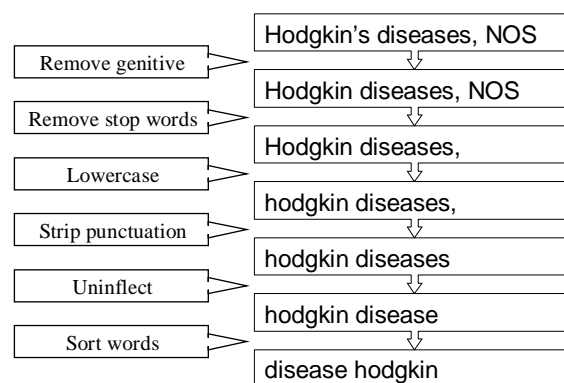 Hodgkin's diseases, NOS
Remove genitive
Hodgkin diseases, NOS
Remove stop words
Hodgkin diseases,
Lowercase
hodgkin diseases,
Strip punctuation
hodgkin diseases
Uninflect
hodgkin disease
Sort words
disease hodgkin